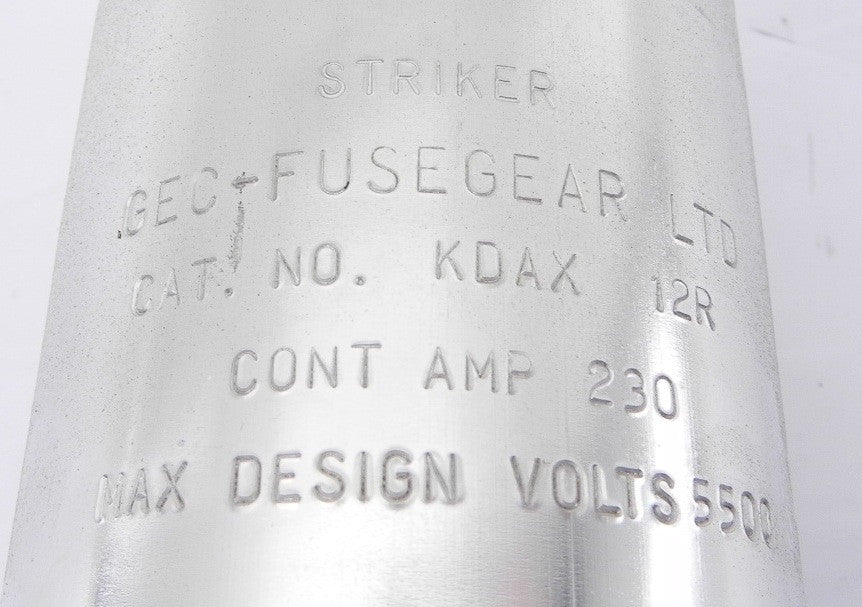 STRIKER
GEC-FUSEGEAR LTD
CAT. NO. KDAX 12R
CONT AMP 230
MAX DESIGN VOLTS 5500